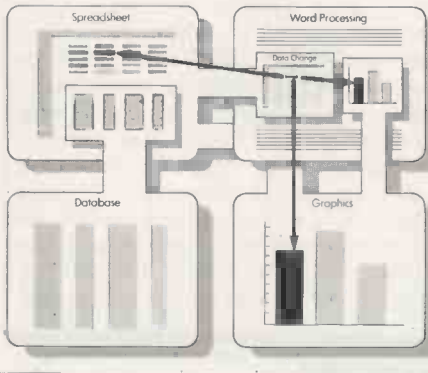 Spreadsheet
Word Processing
Data Change
Database
Graphics